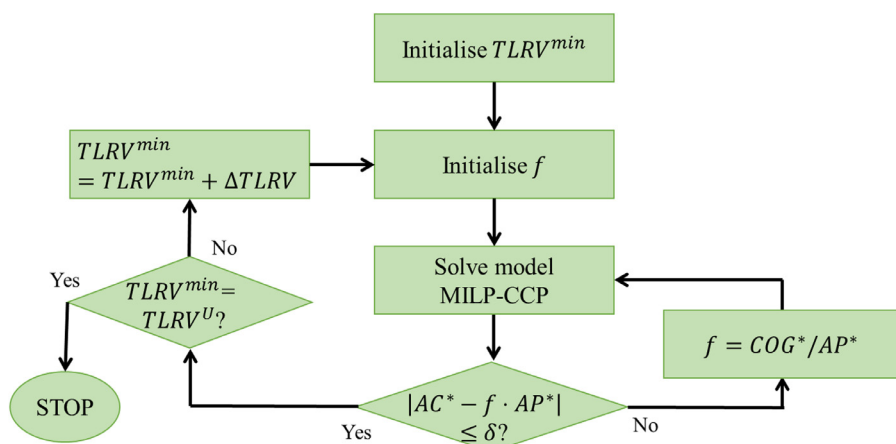 Initialise TLRV^min
TLRV^min
= TLRV^min + ΔTLRV
Initialise f
No
Yes
Solve model
MILP-CCP
TLRV^min =
TLRV^U?
f = COG*/AP*
STOP
|AC* − f · AP*|
≤ δ?
Yes
No